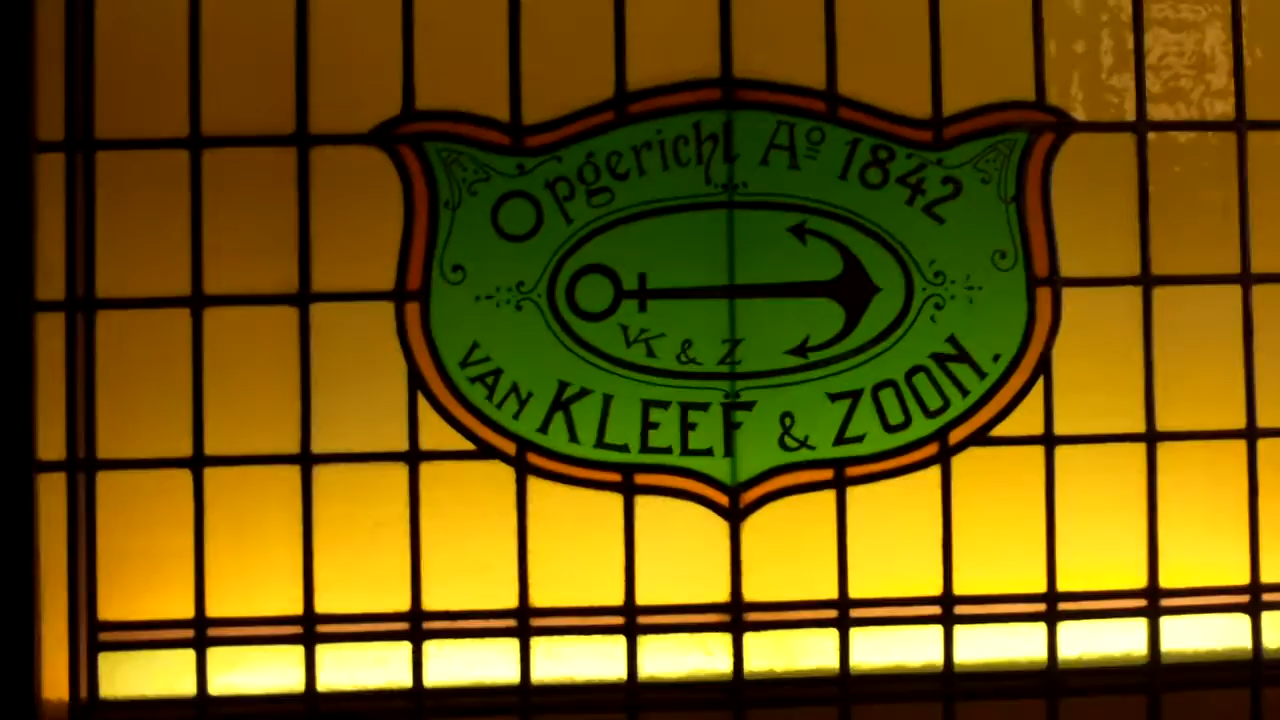 Opgericht Aº 1842
VK & Z
VAN KLEEF & ZOON.